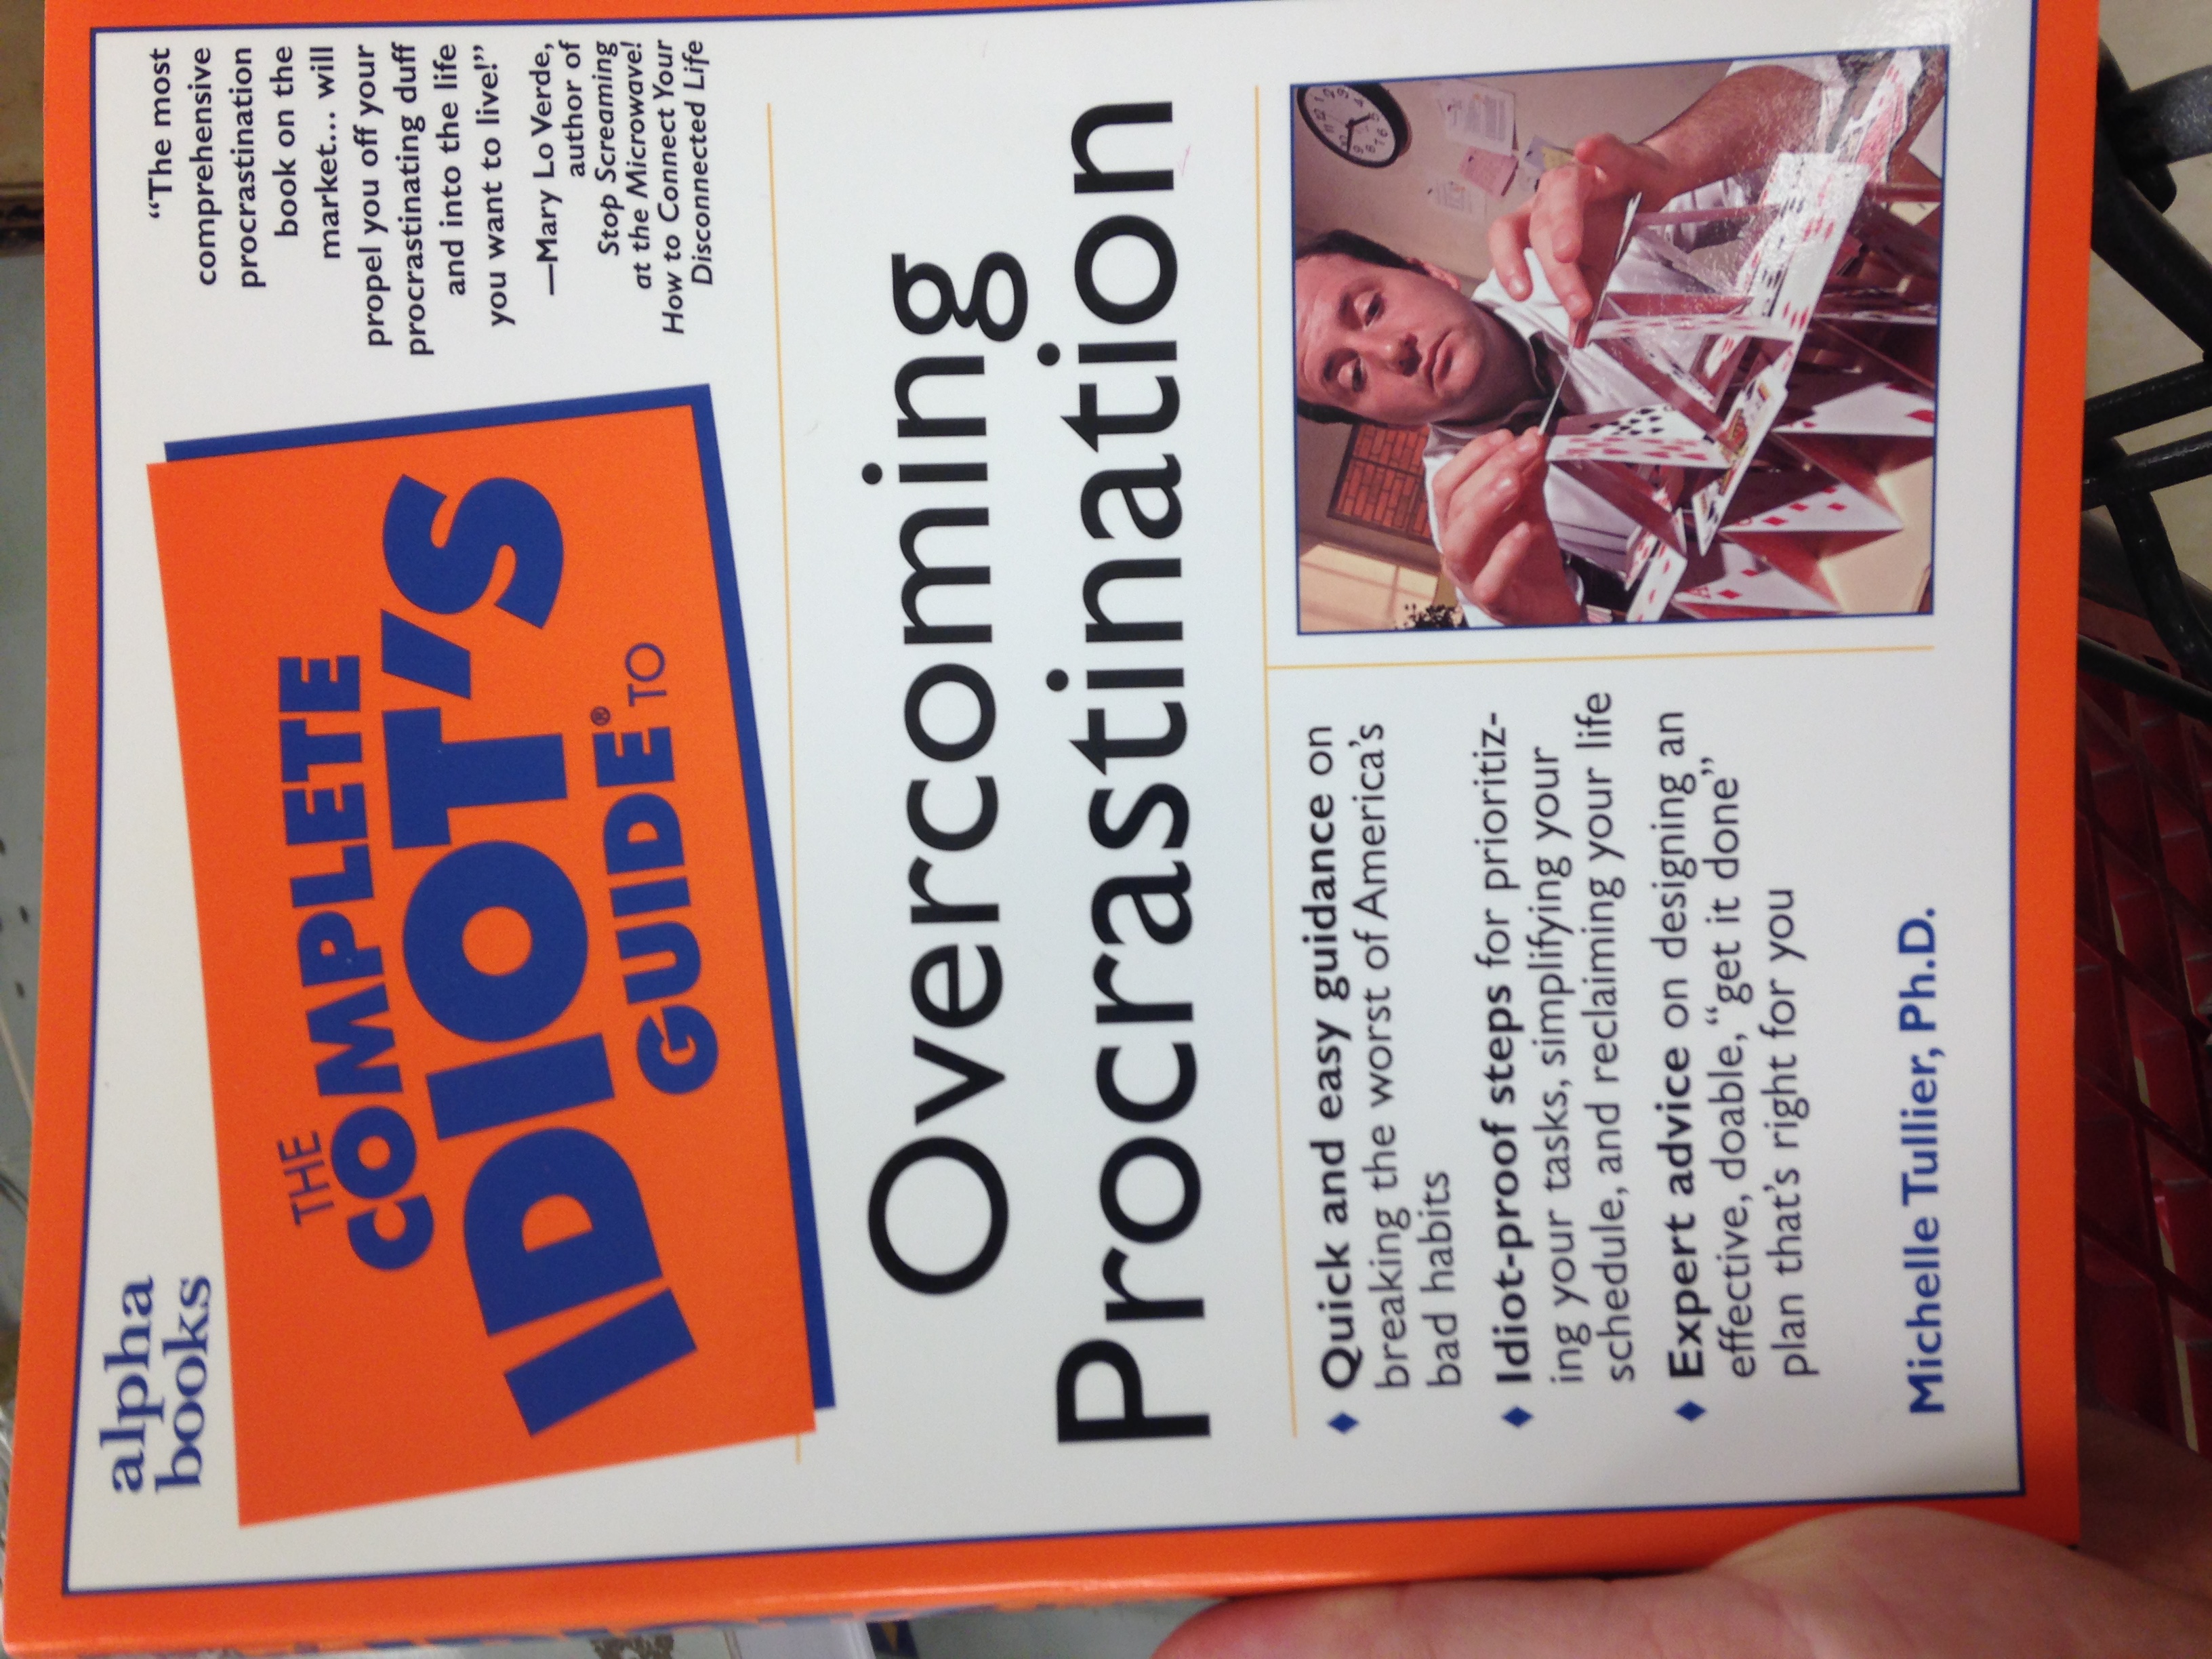 alpha
books
THE
COMPLETE
IDIOT'S
GUIDE® TO
“The most
comprehensive
procrastination
book on the
market... will
propel you off your
procrastinating duff
and into the life
you want to live!”
—Mary Lo Verde,
author of
Stop Screaming
at the Microwave!
How to Connect Your
Disconnected Life
Overcoming
Procrastination
♦ Quick and easy guidance on
breaking the worst of America's
bad habits
♦ Idiot-proof steps for prioritiz-
ing your tasks, simplifying your
schedule, and reclaiming your life
♦ Expert advice on designing an
effective, doable, “get it done”
plan that's right for you
Michelle Tullier, Ph.D.